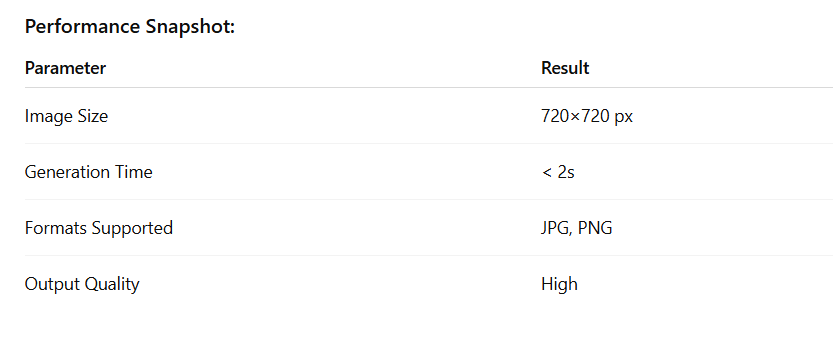 Performance Snapshot:
Parameter Result
Image Size 720×720 px
Generation Time < 2s
Formats Supported JPG, PNG
Output Quality High